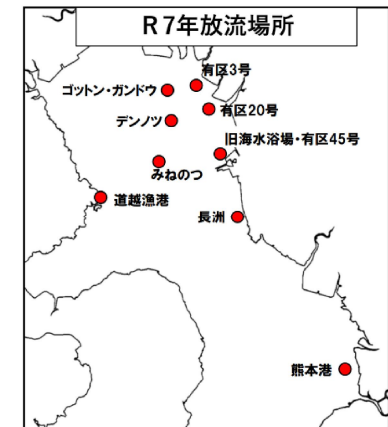 R7年放流場所
有区3号
ゴットン・ガンドウ
有区20号
デンノツ
旧海水浴場・有区45号
みねのつ
道越漁港
長洲
熊本港